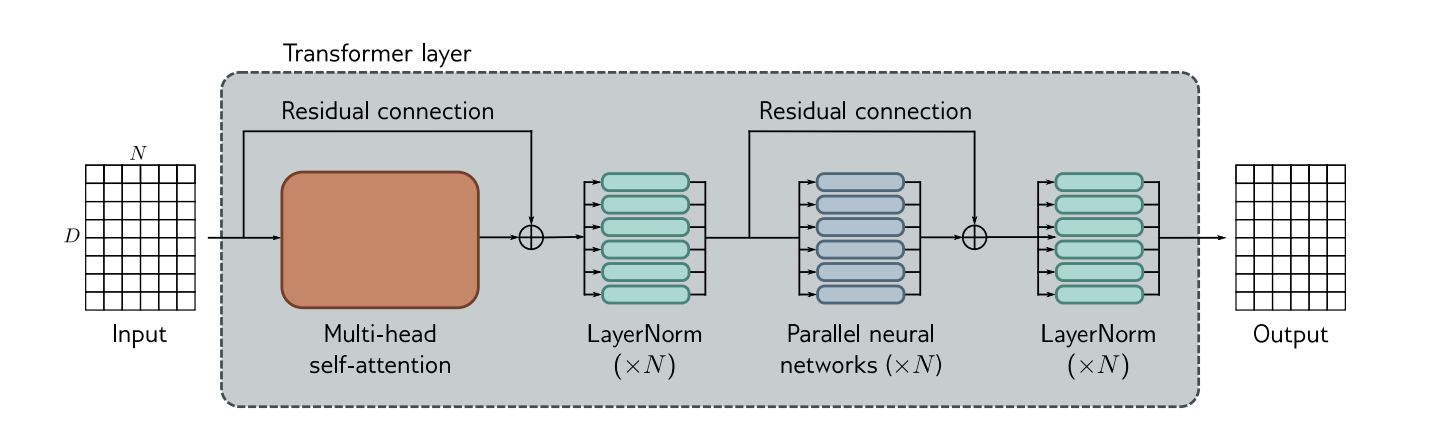 Transformer layer
Residual connection
Residual connection
N
D
Input
Multi-head
self-attention
LayerNorm
(×N)
Parallel neural
networks (×N)
LayerNorm
(×N)
Output